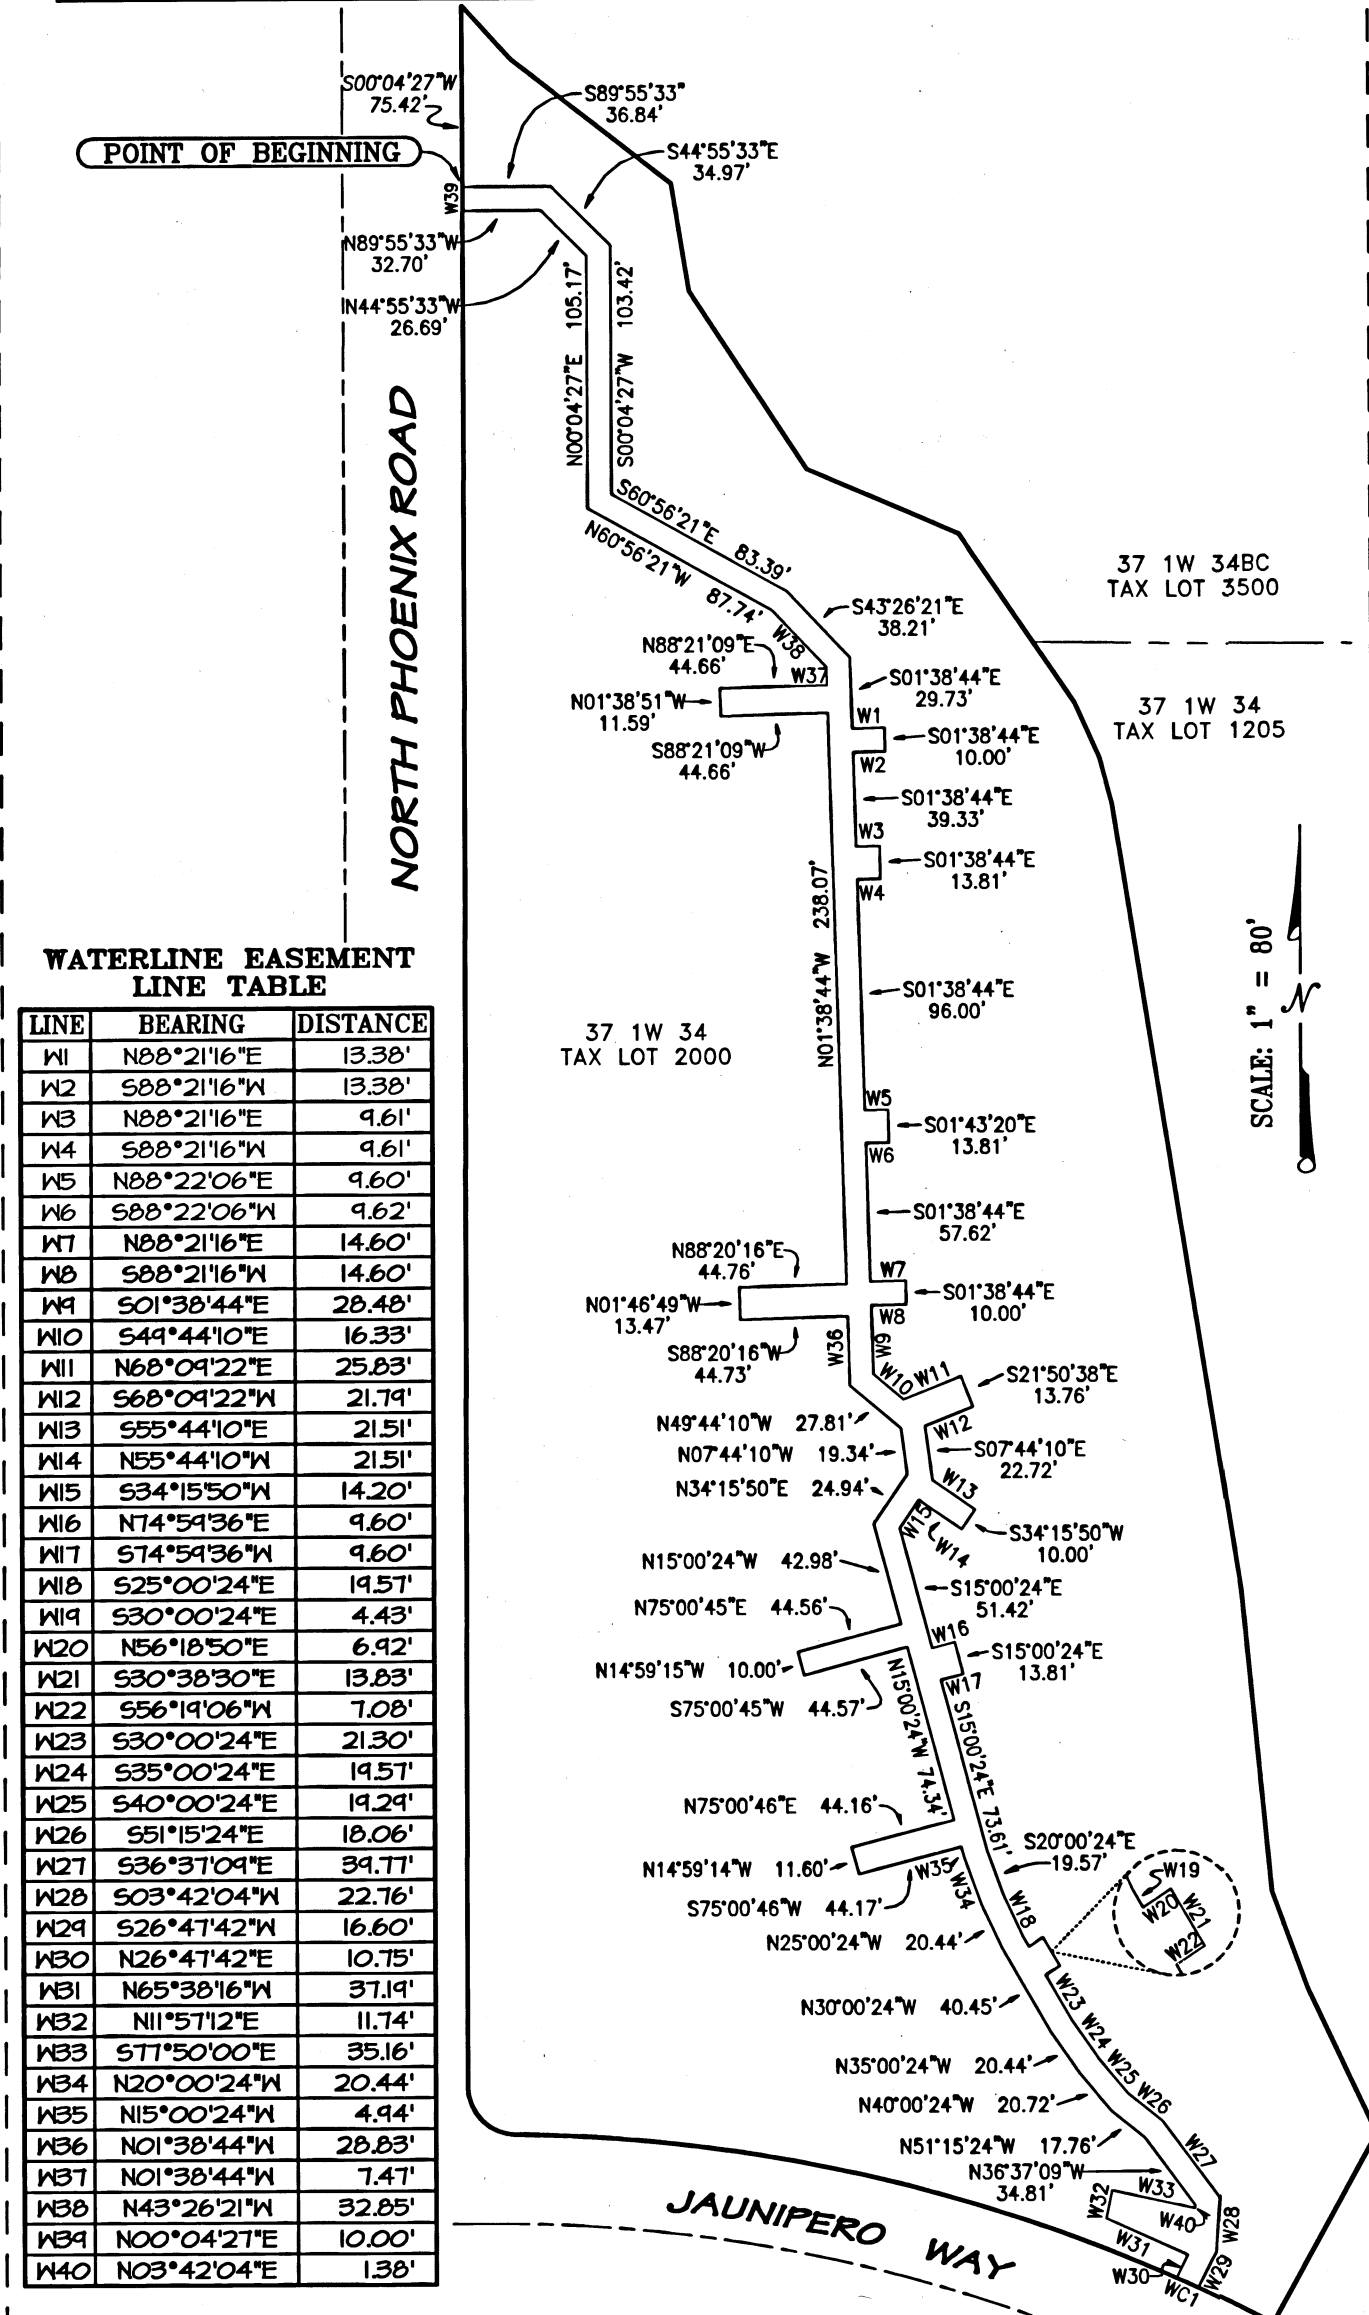 S00°04'27"W
75.42'
POINT OF BEGINNING
S89°55'33"
36.84'
S44°55'33"E
34.97'
W39
N89°55'33"W
32.70'
N44°55'33"W
26.69'
N00°04'27"E 105.17'
S00°04'27"W 103.42'
NORTH PHOENIX ROAD
S60°56'21"E 83.39'
N60°56'21"W 87.74'
37 1W 34BC
TAX LOT 3500
S43°26'21"E
38.21'
W38
N88°21'09"E
44.66'
W37
S01°38'44"E
29.73'
N01°38'51"W
11.59'
37 1W 34
TAX LOT 1205
W1
S01°38'44"E
10.00'
S88°21'09"W
44.66'
W2
S01°38'44"E
39.33'
W3
S01°38'44"E
13.81'
W4
N01°38'44"W 238.07'
S01°38'44"E
96.00'
SCALE: 1" = 80'
N
37 1W 34
TAX LOT 2000
W5
S01°43'20"E
13.81'
W6
S01°38'44"E
57.62'
N88°20'16"E
44.76'
W7
S01°38'44"E
10.00'
N01°46'49"W
13.47'
W8
S88°20'16"W
44.73'
W36
W9
W10
W11
S21°50'38"E
13.76'
N49°44'10"W 27.81'
W12
N07°44'10"W 19.34'
S07°44'10"E
22.72'
N34°15'50"E 24.94'
W13
W15
W14
S34°15'50"W
10.00'
N15°00'24"W 42.98'
S15°00'24"E
51.42'
N75°00'45"E 44.56'
W16
S15°00'24"E
13.81'
N14°59'15"W 10.00'
W17
S75°00'45"W 44.57'
N15°00'24"W 74.34'
S15°00'24"E 73.61'
N75°00'46"E 44.16'
S20°00'24"E
19.57'
N14°59'14"W 11.60'
W35
W34
S75°00'46"W 44.17'
W18
W19
W20
W21
W22
N25°00'24"W 20.44'
N30°00'24"W 40.45'
W23
W24
N35°00'24"W 20.44'
W25
N40°00'24"W 20.72'
W26
N51°15'24"W 17.76'
W27
N36°37'09"W
34.81'
W33
W32
W40
W28
W31
W30
WC1
W29
JAUNIPERO WAY
WATERLINE EASEMENT
LINE TABLE
LINE BEARING DISTANCE
W1 N88°21'16"E 13.38'
W2 S88°21'16"W 13.38'
W3 N88°21'16"E 9.61'
W4 S88°21'16"W 9.61'
W5 N88°22'06"E 9.60'
W6 S88°22'06"W 9.62'
W7 N88°21'16"E 14.60'
W8 S88°21'16"W 14.60'
W9 S01°38'44"E 28.48'
W10 S49°44'10"E 16.33'
W11 N68°09'22"E 25.83'
W12 S68°09'22"W 21.79'
W13 S55°44'10"E 21.51'
W14 N55°44'10"W 21.51'
W15 S34°15'50"W 14.20'
W16 N74°59'36"E 9.60'
W17 S74°59'36"W 9.60'
W18 S25°00'24"E 19.57'
W19 S30°00'24"E 4.43'
W20 N56°18'50"E 6.92'
W21 S30°38'30"E 13.83'
W22 S56°19'06"W 7.08'
W23 S30°00'24"E 21.30'
W24 S35°00'24"E 19.57'
W25 S40°00'24"E 19.29'
W26 S51°15'24"E 18.06'
W27 S36°37'09"E 39.77'
W28 S03°42'04"W 22.76'
W29 S26°47'42"W 16.60'
W30 N26°47'42"E 10.75'
W31 N65°38'16"W 37.19'
W32 N11°57'12"E 11.74'
W33 S77°50'00"E 35.16'
W34 N20°00'24"W 20.44'
W35 N15°00'24"W 4.94'
W36 N01°38'44"W 28.83'
W37 N01°38'44"W 7.47'
W38 N43°26'21"W 32.85'
W39 N00°04'27"E 10.00'
W40 N03°42'04"E 1.38'